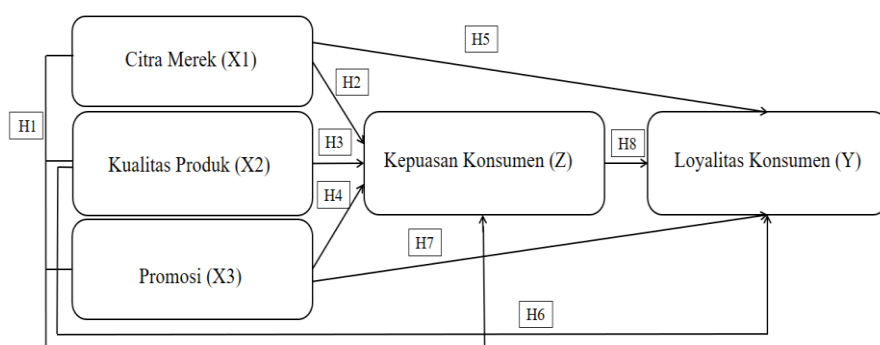 H5
Citra Merek (X1)
H2
H1
H3
Kualitas Produk (X2)
Kepuasan Konsumen (Z)
H8
Loyalitas Konsumen (Y)
H4
H7
Promosi (X3)
H6